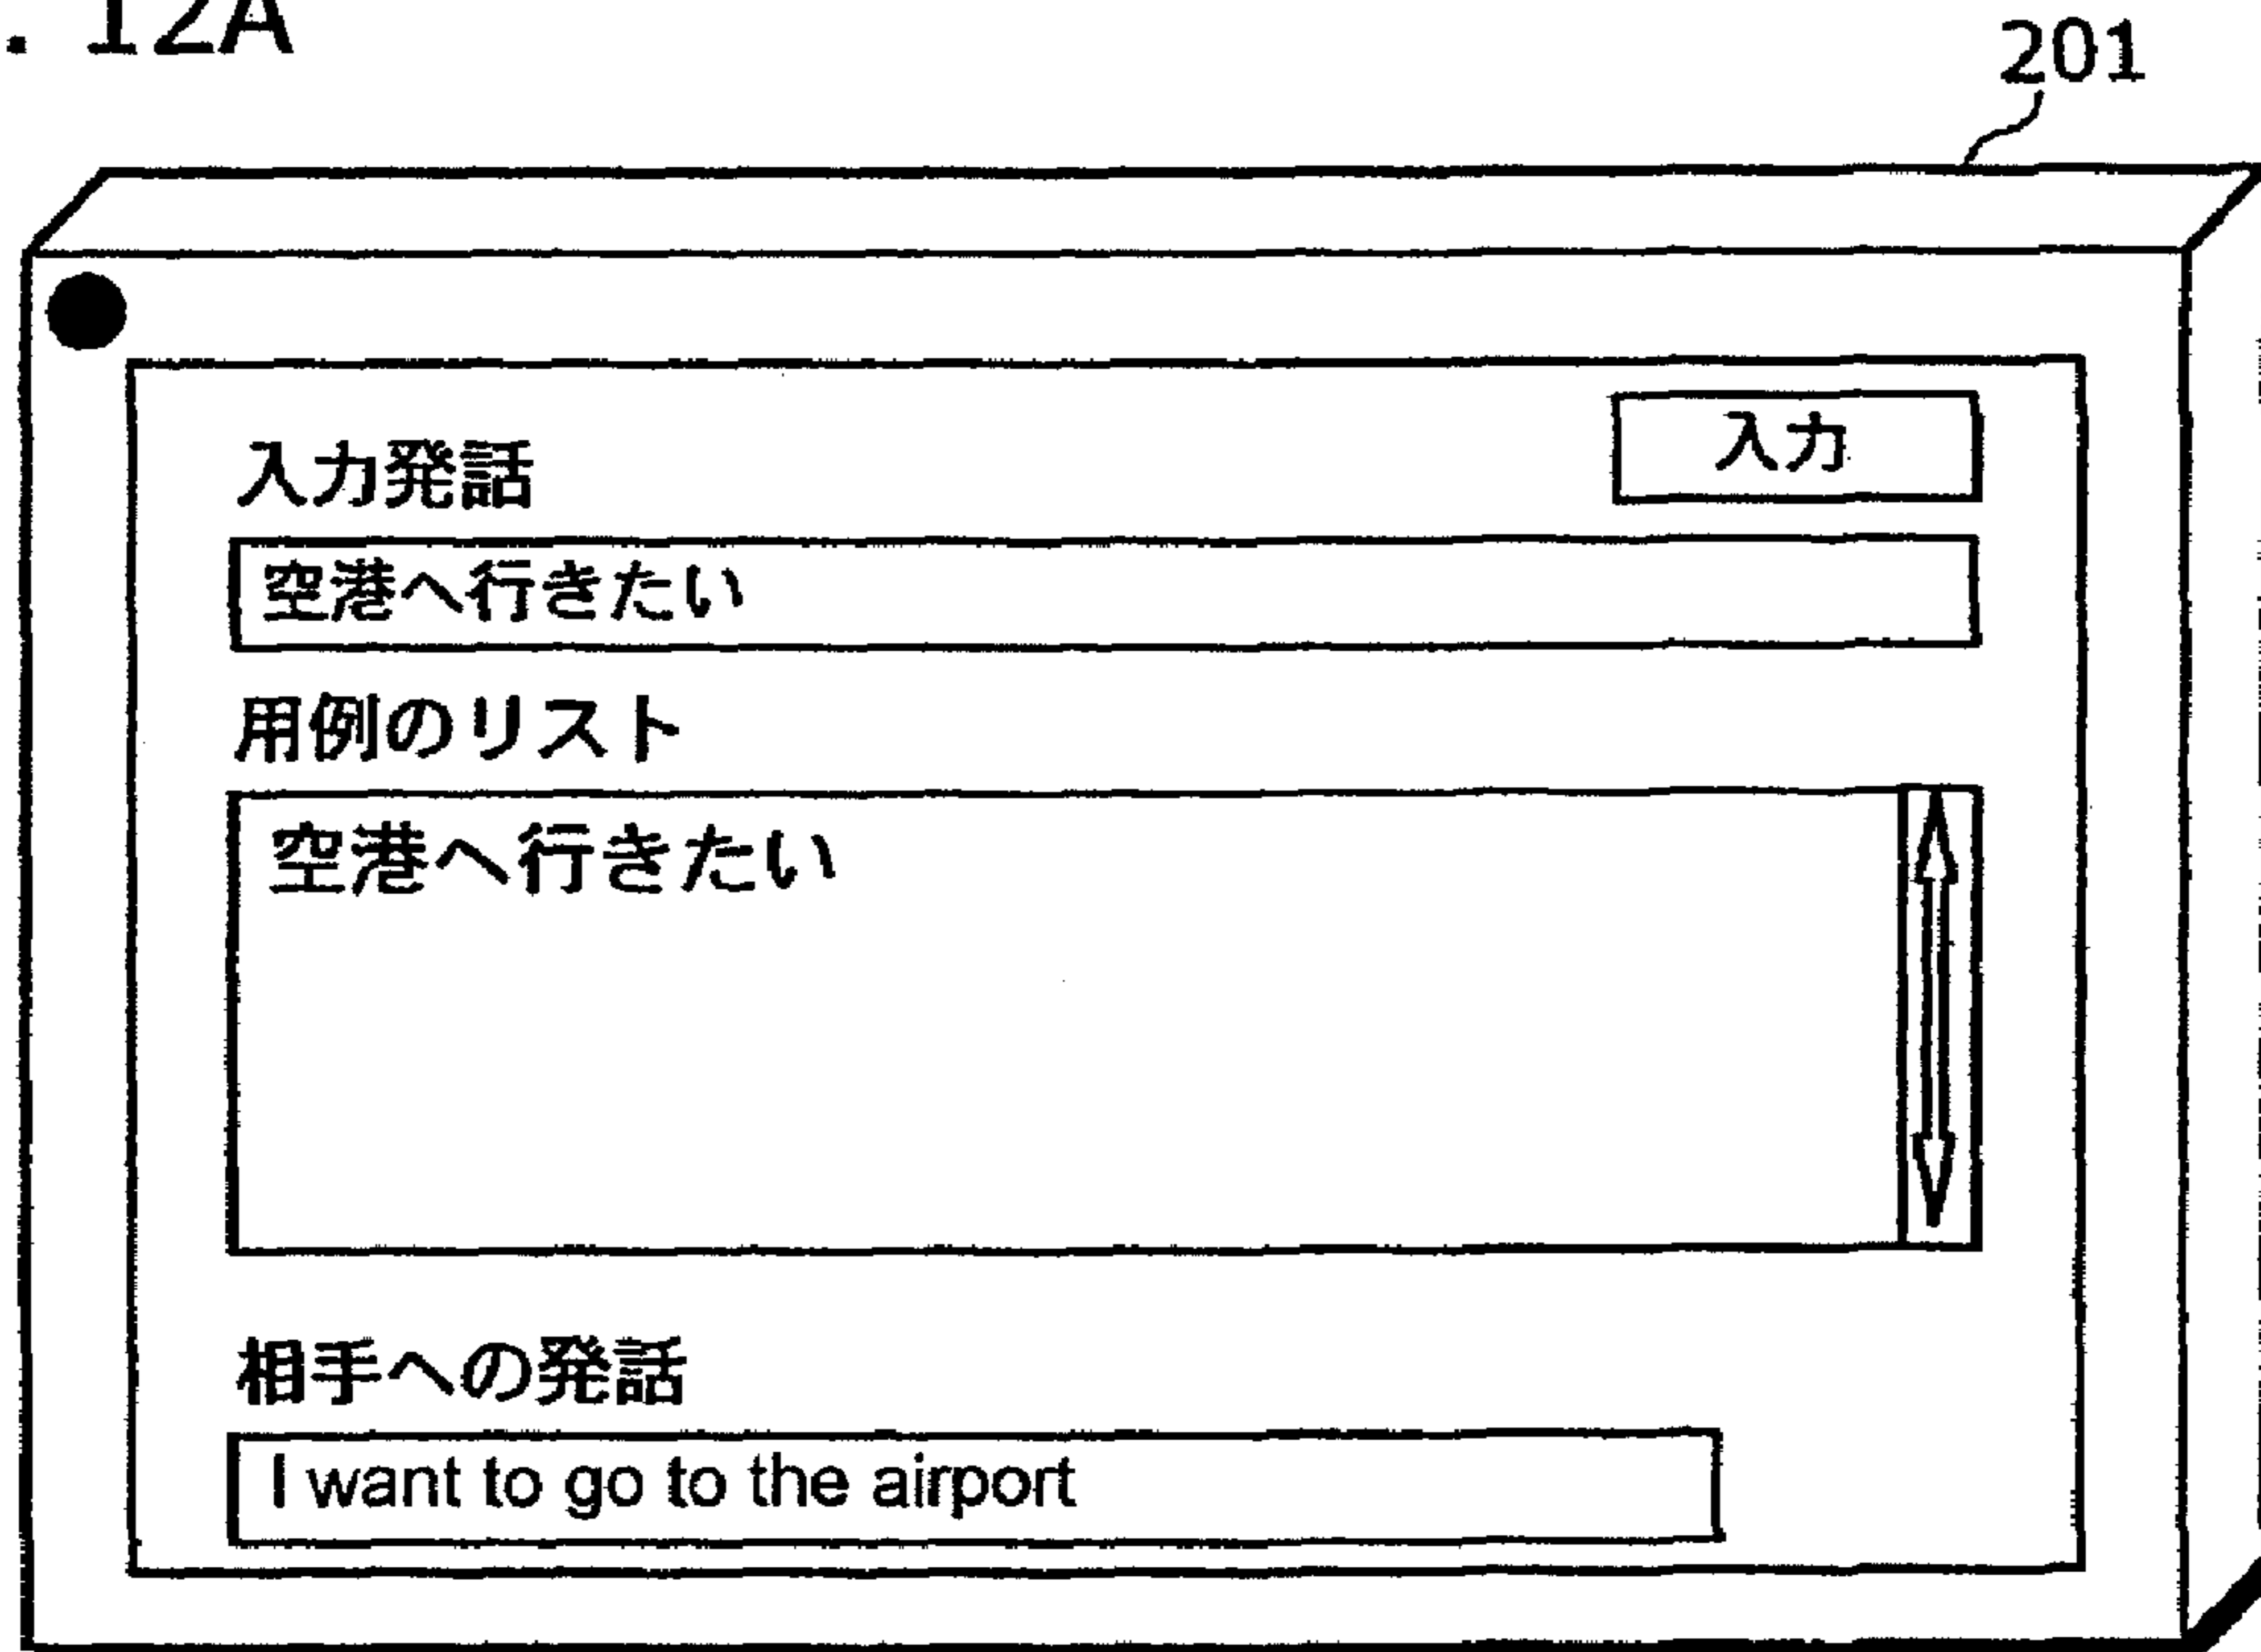 . 12A
201
入力発話
入力
空港へ行きたい
用例のリスト
空港へ行きたい
相手への発話
I want to go to the airport